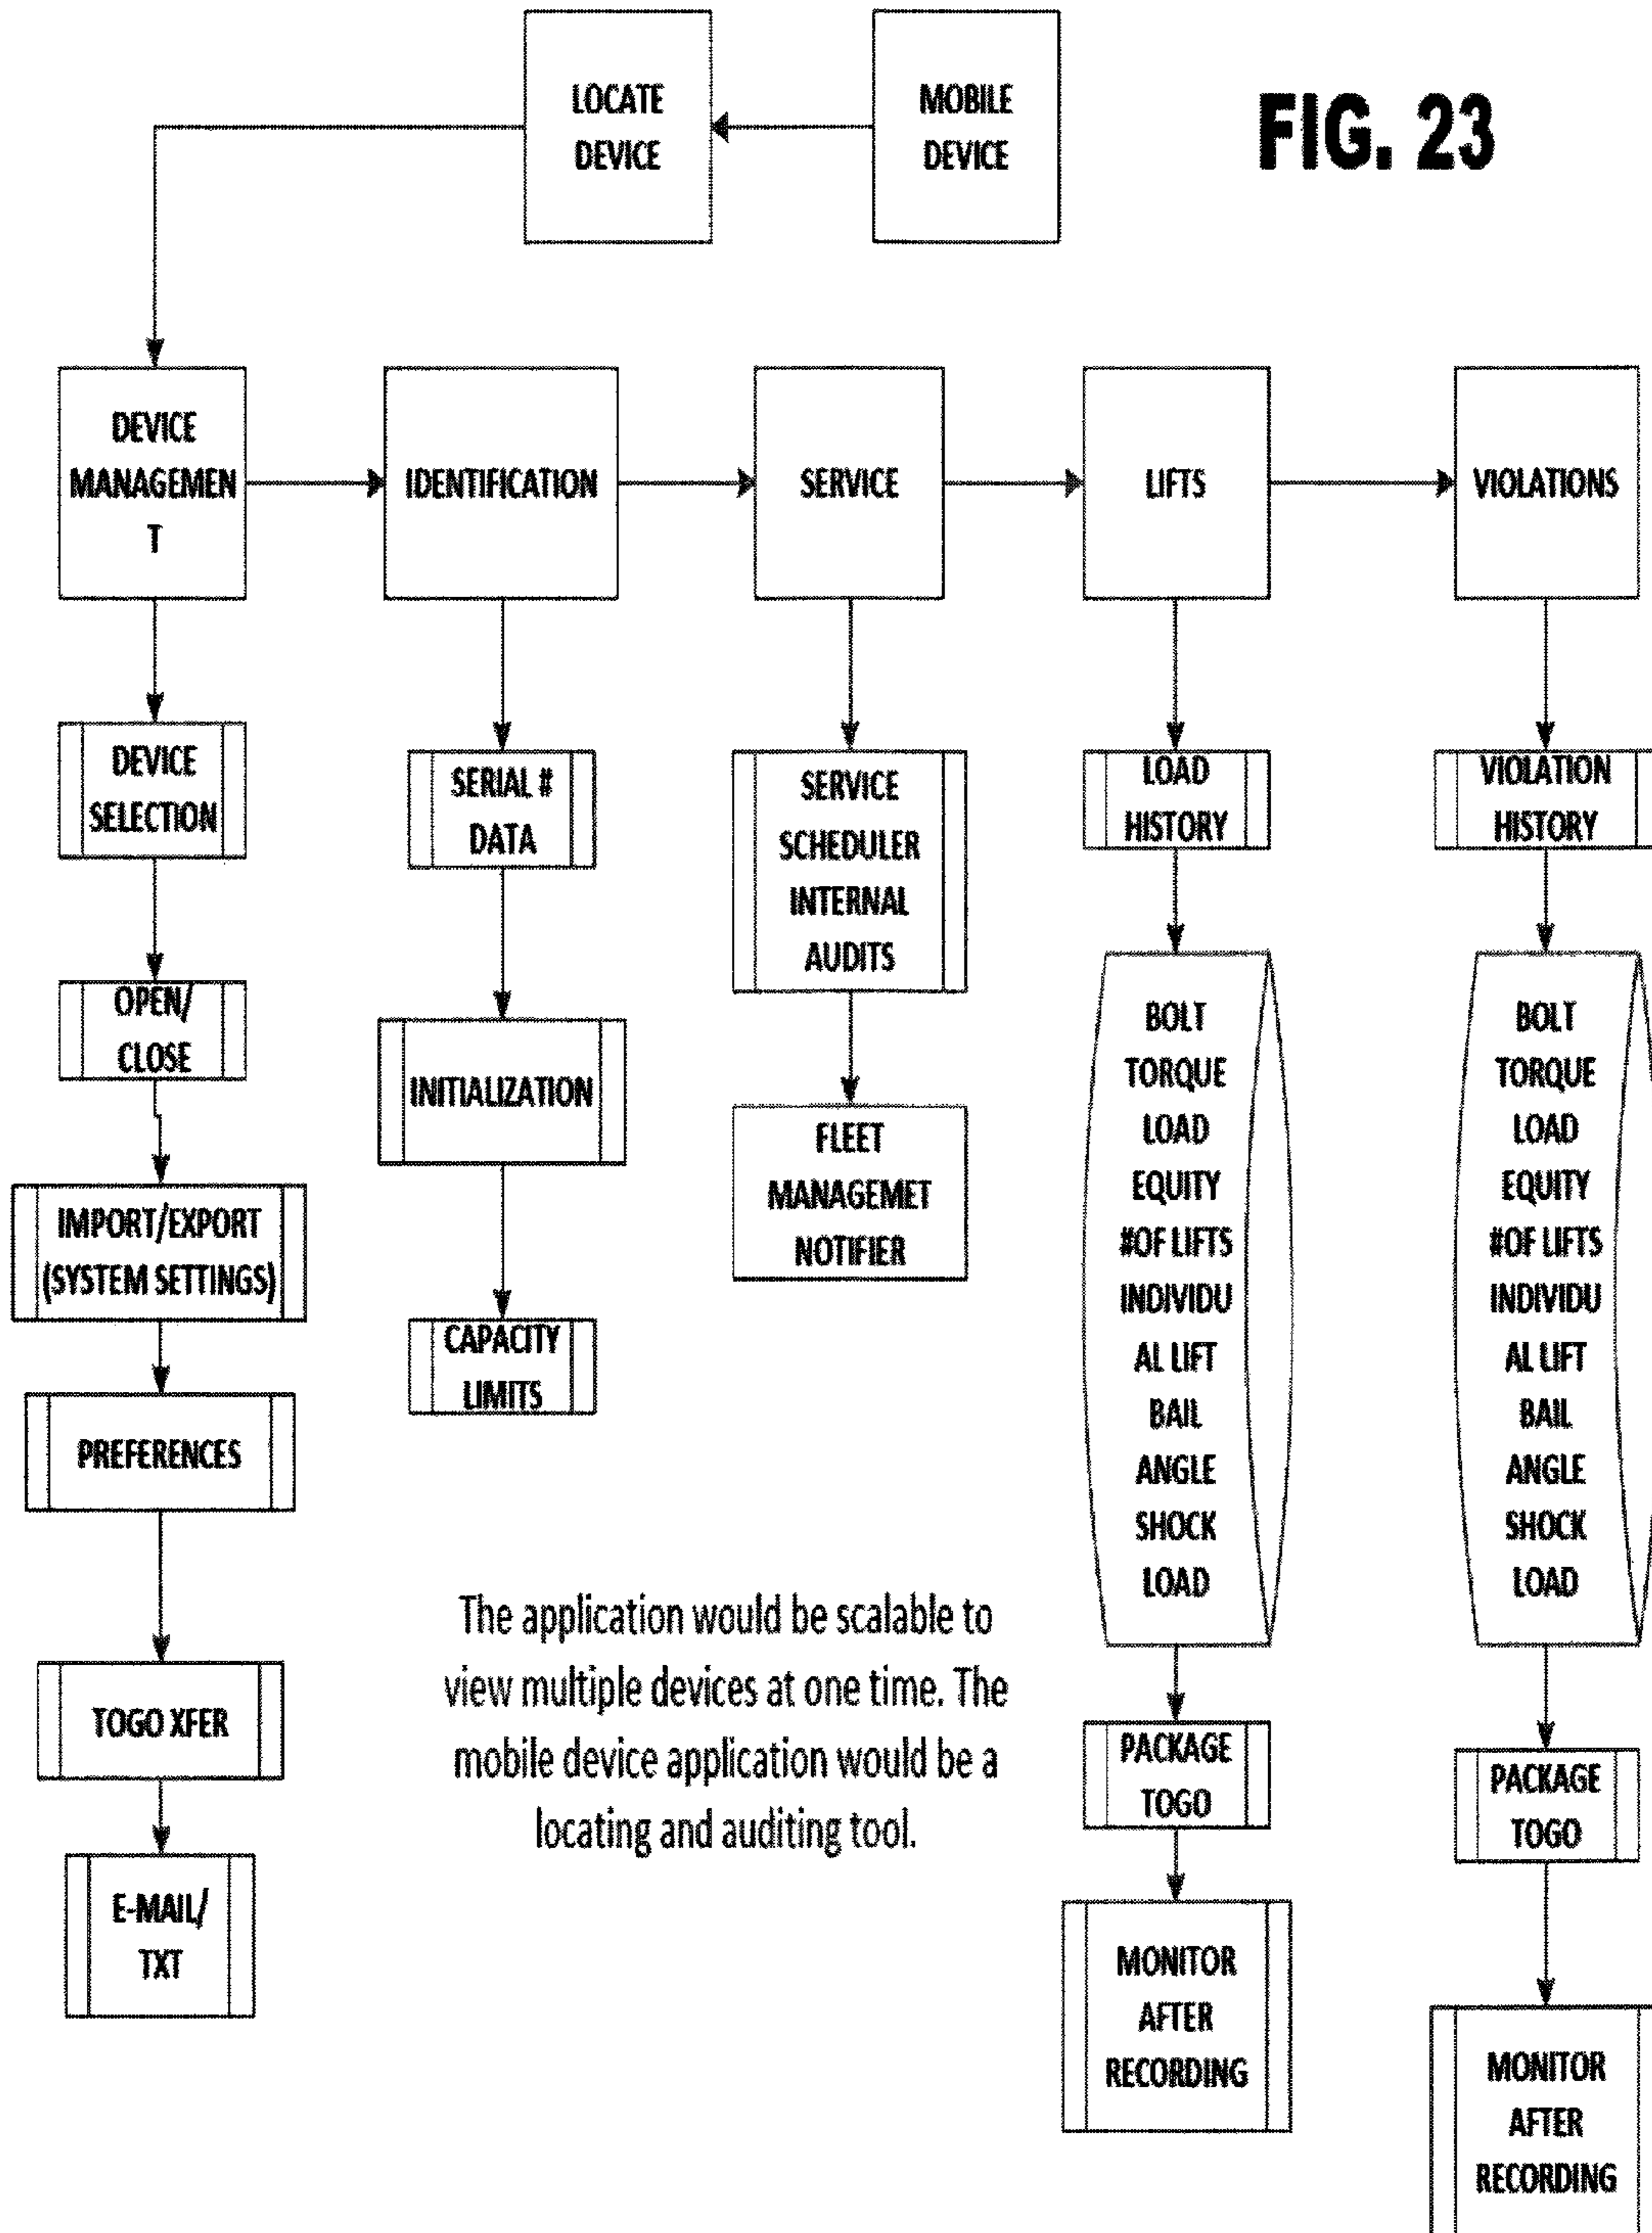 LOCATE
DEVICE
MOBILE
DEVICE
FIG. 23
DEVICE
MANAGEMEN
T
IDENTIFICATION
SERVICE
LIFTS
VIOLATIONS
DEVICE
SELECTION
OPEN/
CLOSE
IMPORT/EXPORT
(SYSTEM SETTINGS)
PREFERENCES
TOGO XFER
E-MAIL/
TXT
SERIAL #
DATA
INITIALIZATION
CAPACITY
LIMITS
SERVICE
SCHEDULER
INTERNAL
AUDITS
FLEET
MANAGEMET
NOTIFIER
LOAD
HISTORY
BOLT
TORQUE
LOAD
EQUITY
#OF LIFTS
INDIVIDU
AL LIFT
BAIL
ANGLE
SHOCK
LOAD
PACKAGE
TOGO
MONITOR
AFTER
RECORDING
VIOLATION
HISTORY
BOLT
TORQUE
LOAD
EQUITY
#OF LIFTS
INDIVIDU
AL LIFT
BAIL
ANGLE
SHOCK
LOAD
PACKAGE
TOGO
MONITOR
AFTER
RECORDING
The application would be scalable to
view multiple devices at one time. The
mobile device application would be a
locating and auditing tool.